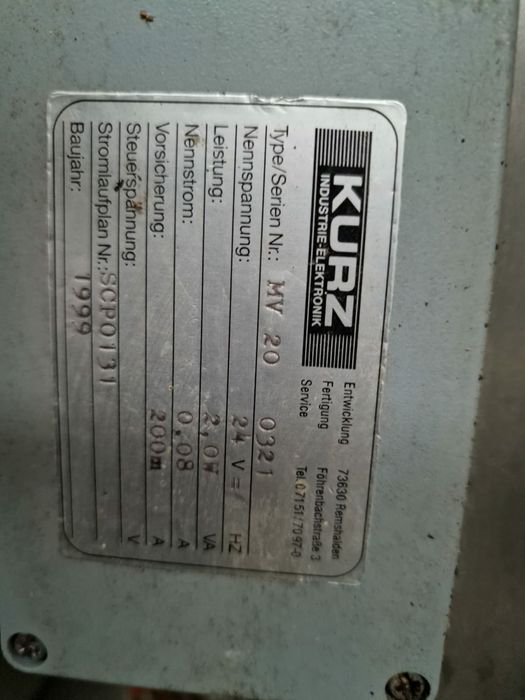 KURZ
INDUSTRIE-ELEKTRONIK
Entwicklung 73630 Remshalden
Fertigung Föhrenbachstraße 3
Service Tel. 07151/7097-0
Type/Serien Nr.: MV 20 0321
Nennspannung: 24 V =/ HZ
Leistung: 2,0W VA
Nennstrom: 0,08 A
Vorsicherung: 200m A
Steuerspannung: V
Stromlaufplan Nr.: SCP0131
Baujahr: 1999